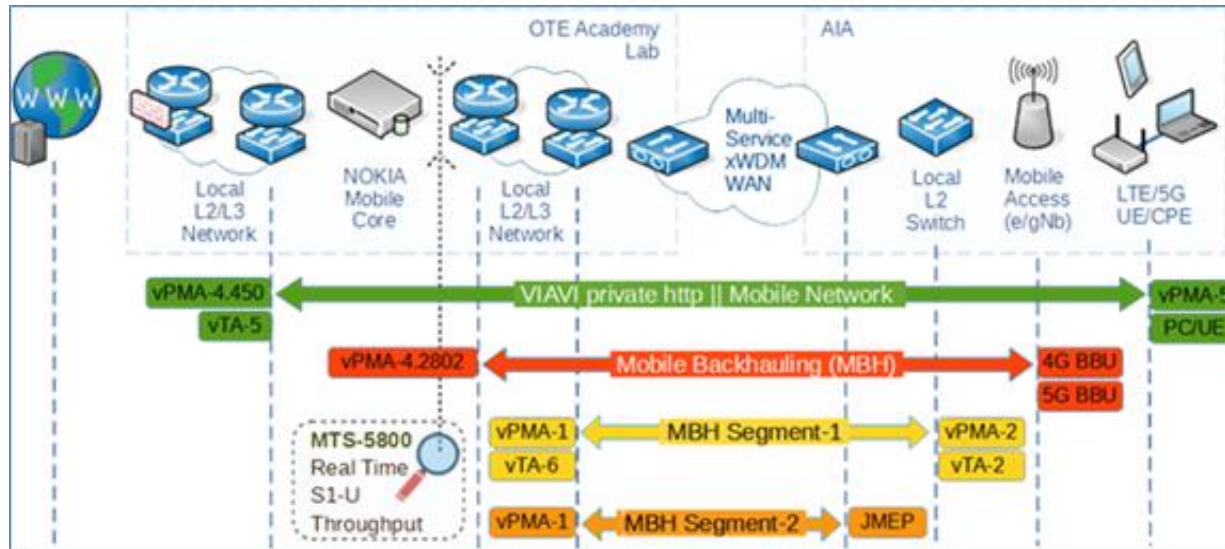 OTE Academy
Lab
AIA
WWW
Multi-
Service
xWDM
WAN
Local
L2/L3
Network
NOKIA
Mobile
Core
Local
L2/L3
Network
Local
L2
Switch
Mobile
Access
(e/gNb)
LTE/5G
UE/CPE
vPMA-4.450
VIAVI private http || Mobile Network
vTA-5
PC/UE
vPMA-4.2802
Mobile Backhauling (MBH)
4G BBU
5G BBU
MTS-5800
Real Time
S1-U
Throughput
vPMA-1
MBH Segment-1
vPMA-2
vTA-6
vTA-2
vPMA-1
MBH Segment-2
JMEP